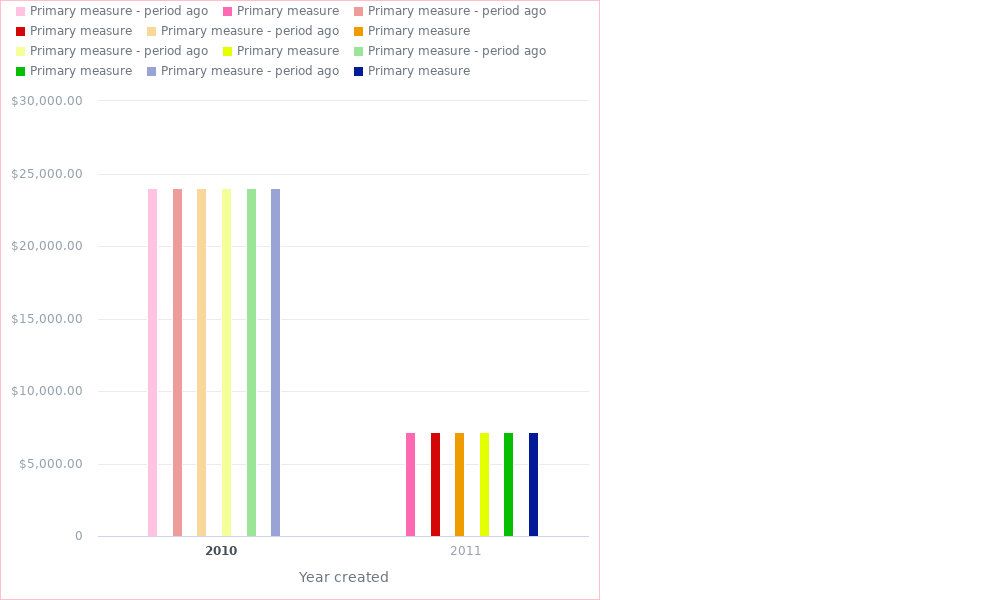 Primary measure - period ago Primary measure Primary measure - period ago
Primary measure Primary measure - period ago Primary measure
Primary measure - period ago Primary measure Primary measure - period ago
Primary measure Primary measure - period ago Primary measure
$30,000.00
$25,000.00
$20,000.00
$15,000.00
$10,000.00
$5,000.00
0
2010 2011
Year created